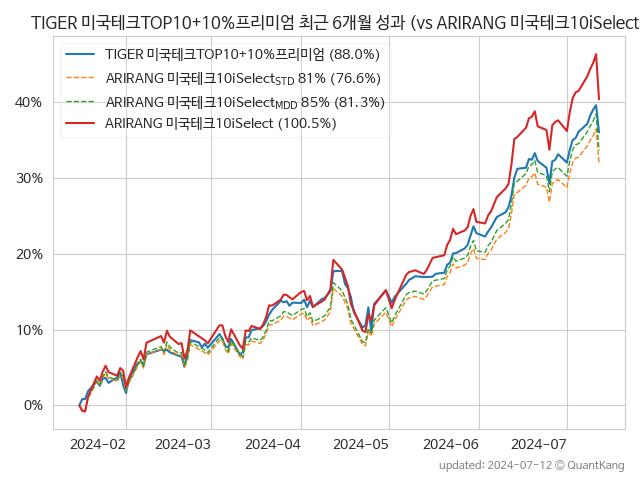 TIGER 미국테크TOP10+10%프리미엄 최근 6개월 성과 (vs ARIRANG 미국테크10iSelect
TIGER 미국테크TOP10+10%프리미엄 (88.0%)
ARIRANG 미국테크10iSelectSTD 81% (76.6%)
ARIRANG 미국테크10iSelectMDD 85% (81.3%)
ARIRANG 미국테크10iSelect (100.5%)
40%
30%
20%
10%
0%
2024-02 2024-03 2024-04 2024-05 2024-06 2024-07
updated: 2024-07-12 © QuantKang